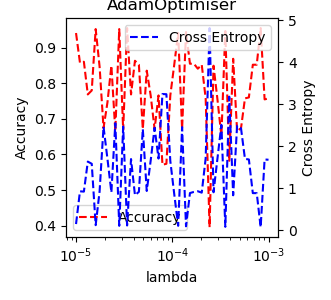 AdamOptimiser
Cross Entropy
Accuracy
0.9
0.8
0.7
0.6
0.5
0.4
Accuracy
5
4
3
2
1
0
Cross Entropy
10⁻⁵
10⁻⁴
10⁻³
lambda